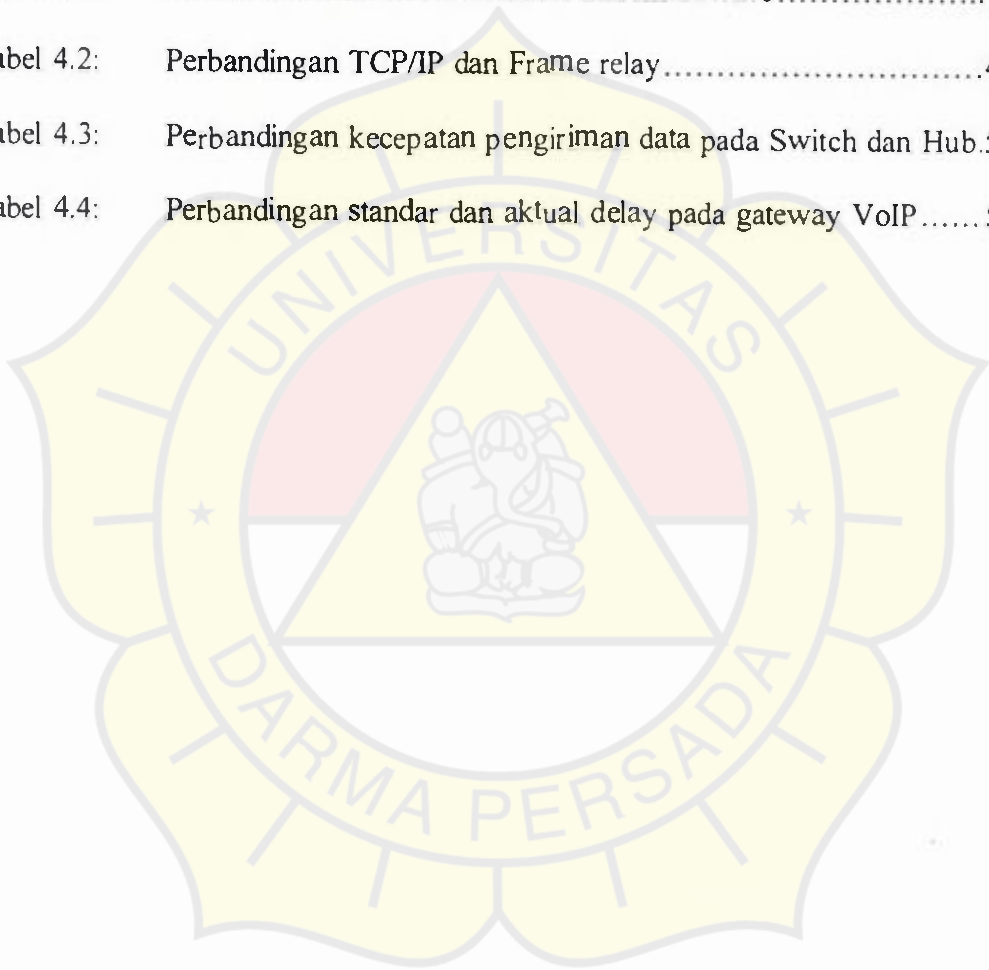 abel 4.2: Perbandingan TCP/IP dan Frame relay..............................
abel 4.3: Perbandingan kecepatan pengiriman data pada Switch dan Hub.
abel 4.4: Perbandingan standar dan aktual delay pada gateway VoIP.......
UNIVERSITAS
DARMA PERSADA